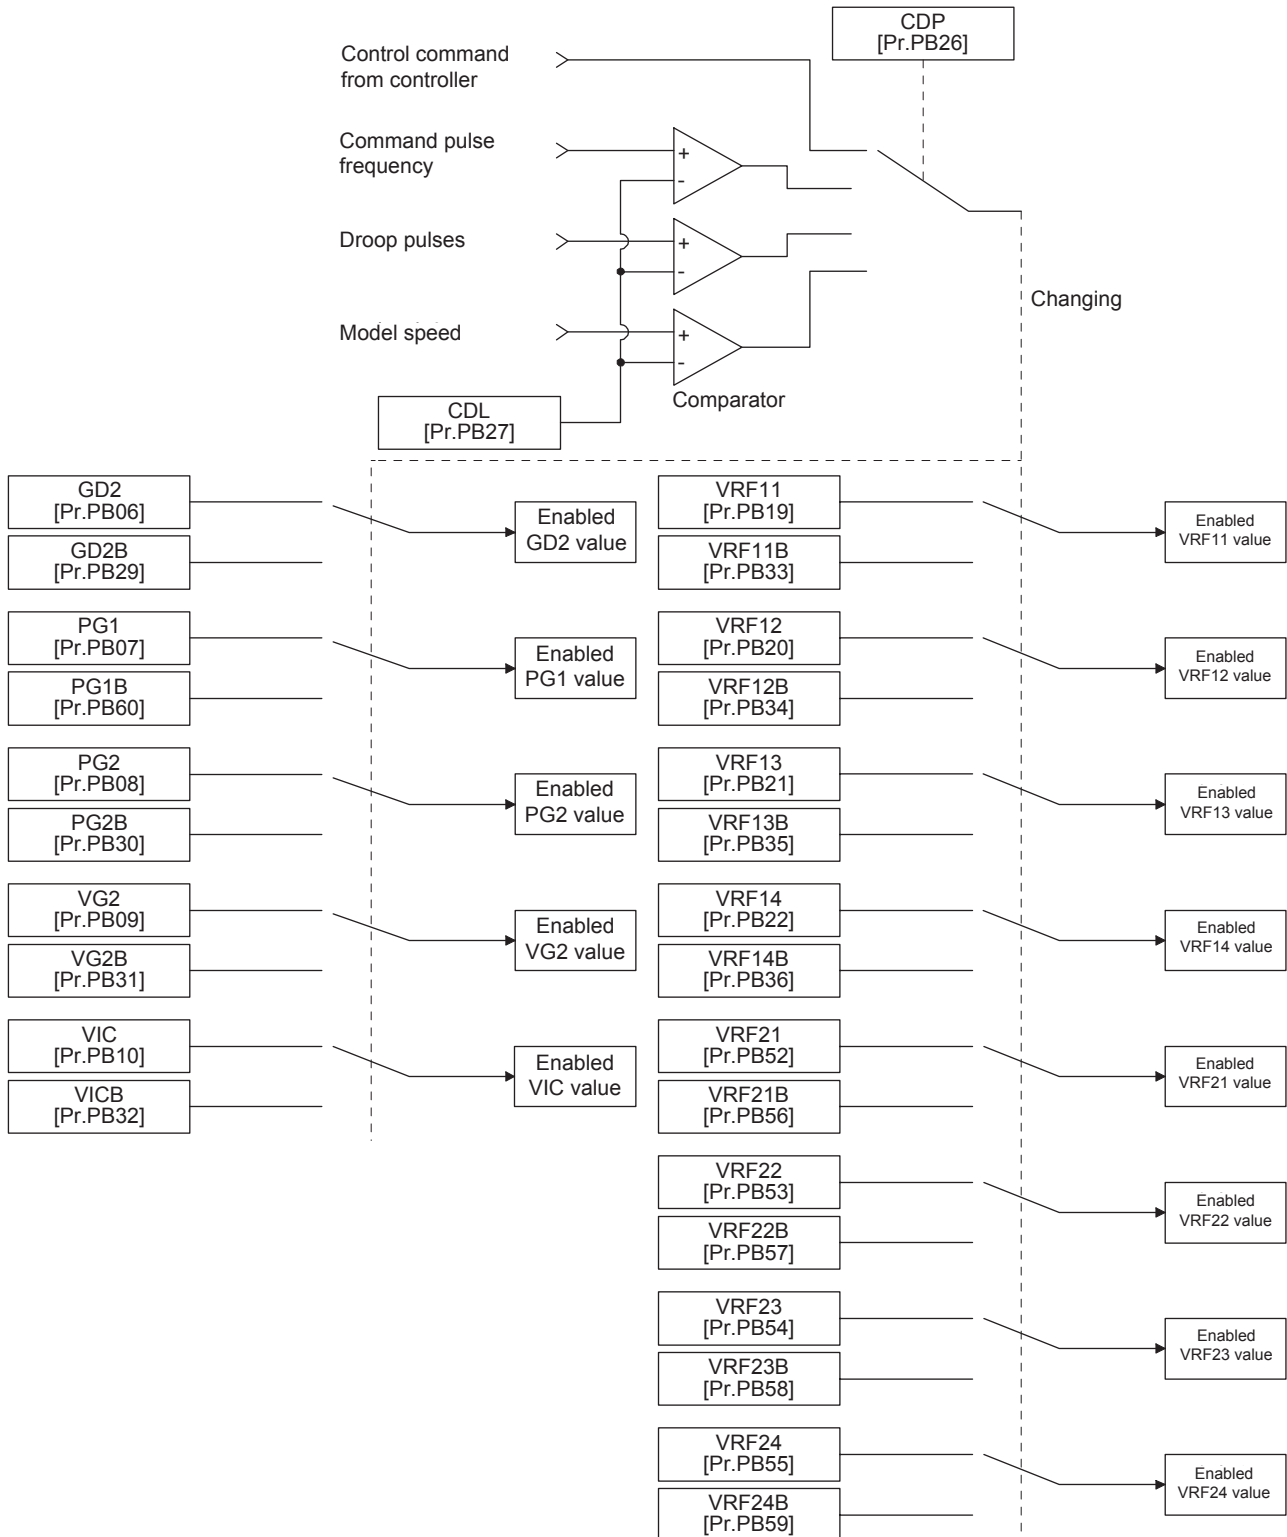 CDP
[Pr.PB26]
Control command
from controller
Command pulse
frequency
+
-
Droop pulses
+
-
Changing
Model speed
+
-
Comparator
CDL
[Pr.PB27]
GD2
[Pr.PB06]
Enabled
GD2 value
GD2B
[Pr.PB29]
PG1
[Pr.PB07]
Enabled
PG1 value
PG1B
[Pr.PB60]
PG2
[Pr.PB08]
Enabled
PG2 value
PG2B
[Pr.PB30]
VG2
[Pr.PB09]
Enabled
VG2 value
VG2B
[Pr.PB31]
VIC
[Pr.PB10]
Enabled
VIC value
VICB
[Pr.PB32]
VRF11
[Pr.PB19]
Enabled
VRF11 value
VRF11B
[Pr.PB33]
VRF12
[Pr.PB20]
Enabled
VRF12 value
VRF12B
[Pr.PB34]
VRF13
[Pr.PB21]
Enabled
VRF13 value
VRF13B
[Pr.PB35]
VRF14
[Pr.PB22]
Enabled
VRF14 value
VRF14B
[Pr.PB36]
VRF21
[Pr.PB52]
Enabled
VRF21 value
VRF21B
[Pr.PB56]
VRF22
[Pr.PB53]
Enabled
VRF22 value
VRF22B
[Pr.PB57]
VRF23
[Pr.PB54]
Enabled
VRF23 value
VRF23B
[Pr.PB58]
VRF24
[Pr.PB55]
Enabled
VRF24 value
VRF24B
[Pr.PB59]